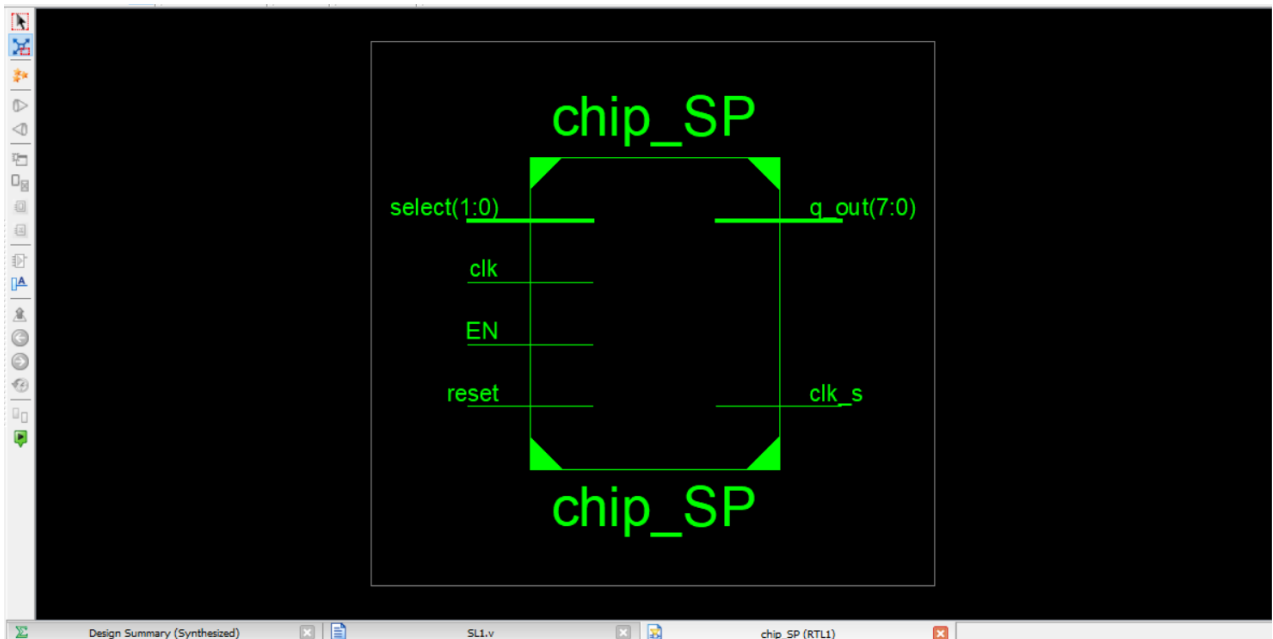 chip_SP
select(1:0)
q_out(7:0)
clk
EN
reset
clk_s
chip_SP
Design Summary (Synthesized)
SL1.v
chip_SP (RTL1)